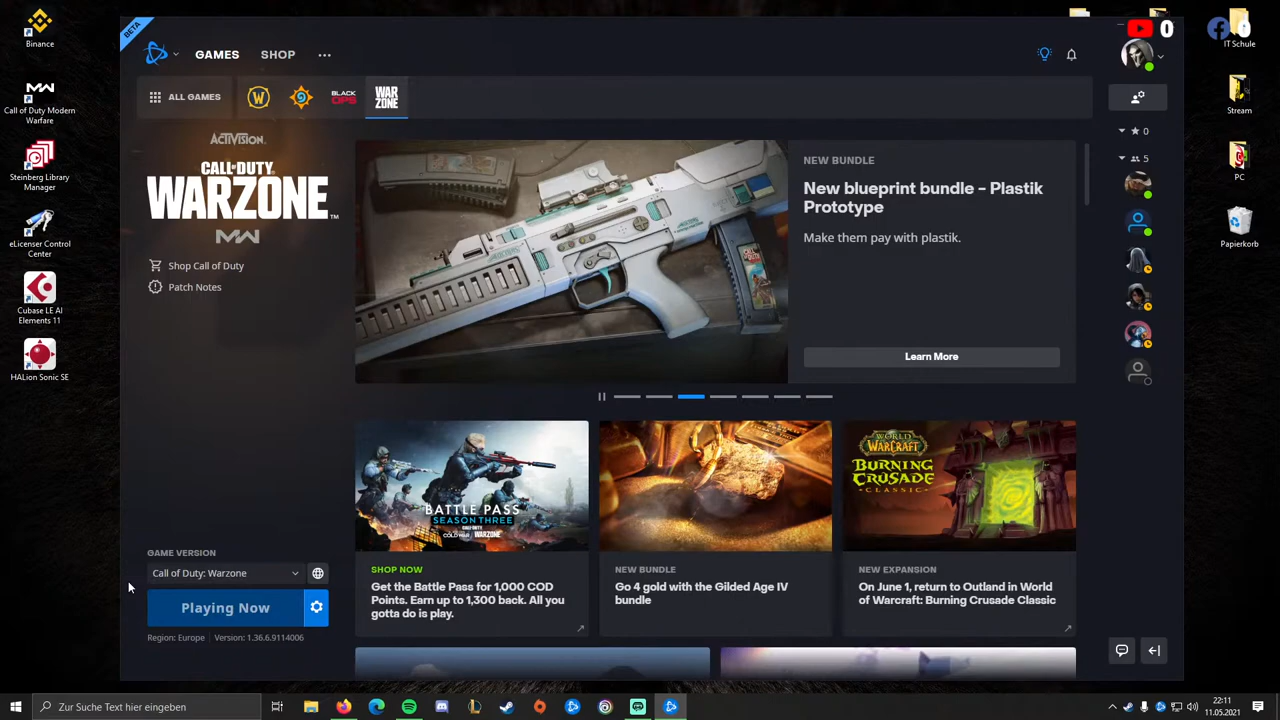 Binance
Call of Duty Modern
Warfare
Steinberg Library
Manager
eLicenser Control
Center
Cubase LE AI
Elements 11
HALion Sonic SE
BETA
GAMES
SHOP
0
IT Schule
Stream
PC
Papierkorb
ALL GAMES
W
BLACK
OPS
WAR
ZONE
0
5
ACTIVISION.
CALL OF DUTY
WARZONE™
MW
Shop Call of Duty
Patch Notes
NEW BUNDLE
New blueprint bundle – Plastik
Prototype
Make them pay with plastik.
Learn More
BATTLE PASS
SEASON THREE
WORLD
WARCRAFT
BURNING
CRUSADE
CLASSIC
SHOP NOW
Get the Battle Pass for 1,000 COD
Points. Earn up to 1,300 back. All you
gotta do is play.
NEW BUNDLE
Go 4 gold with the Gilded Age IV
bundle
NEW EXPANSION
On June 1, return to Outland in World
of Warcraft: Burning Crusade Classic
GAME VERSION
Call of Duty: Warzone
Playing Now
Region: Europe
Version: 1.36.6.9114006
Zur Suche Text hier eingeben
22:11
11.05.2021